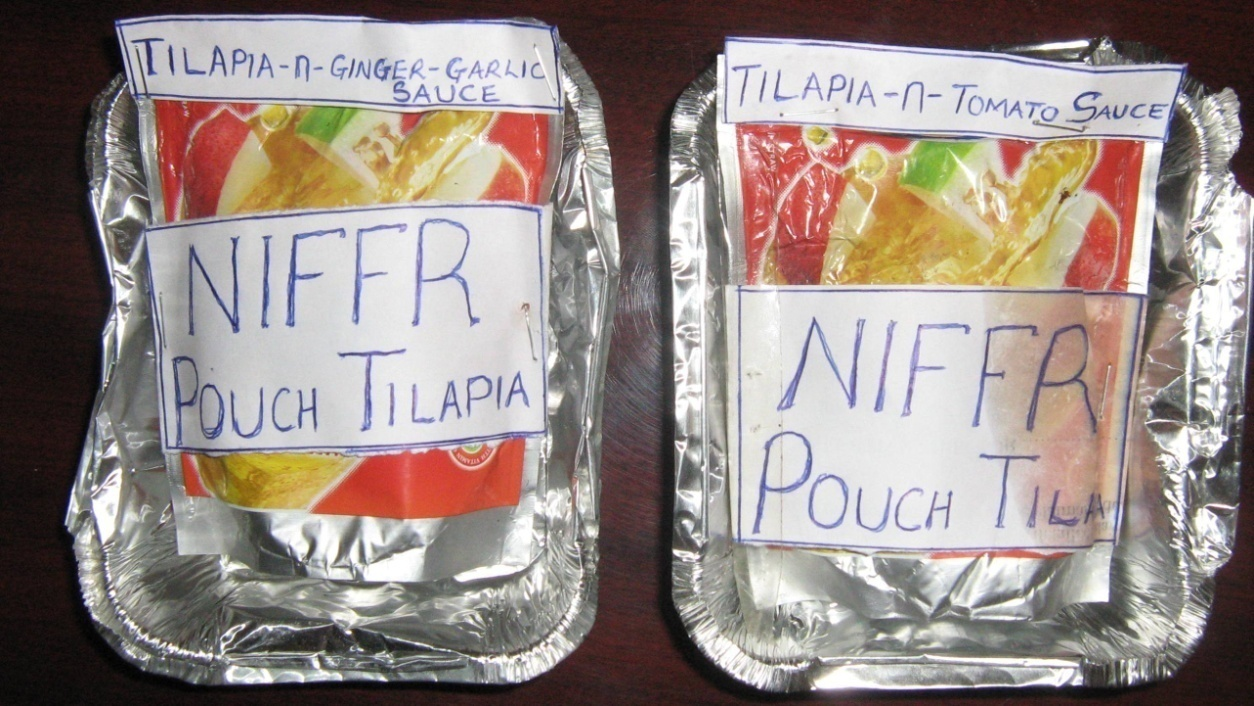 TILAPIA-n-GINGER-GARLIC
SAUCE
NIFFR
POUCH TILAPIA
TILAPIA-n-TOMATO SAUCE
NIFFR
POUCH TILA